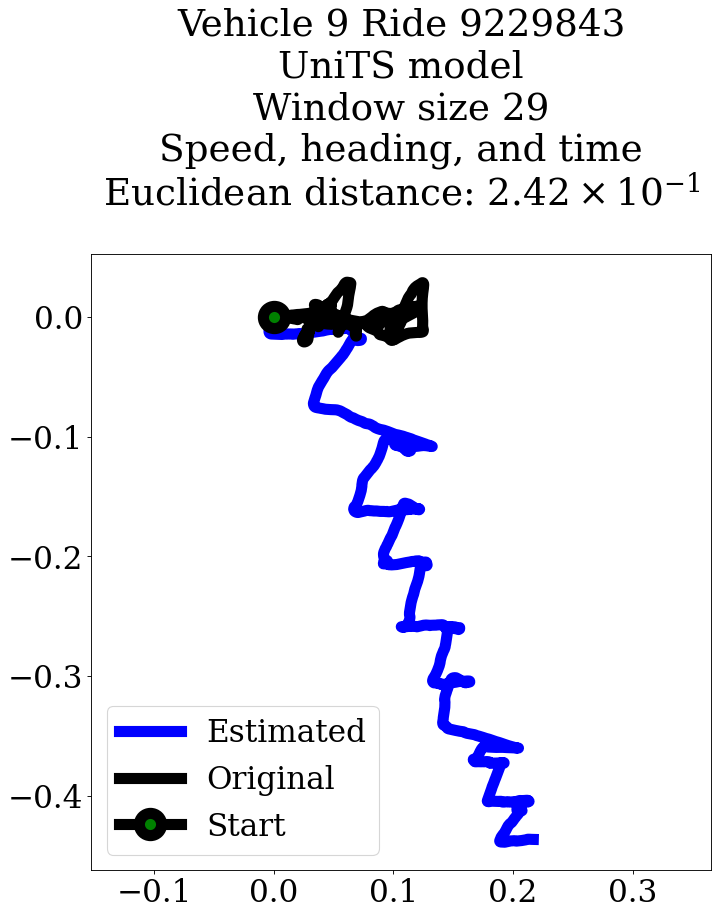 Vehicle 9 Ride 9229843
UniTS model
Window size 29
Speed, heading, and time
Euclidean distance: 2.42 × 10⁻¹
0.0
−0.1
−0.2
−0.3
−0.4
Estimated
Original
Start
−0.1 0.0 0.1 0.2 0.3